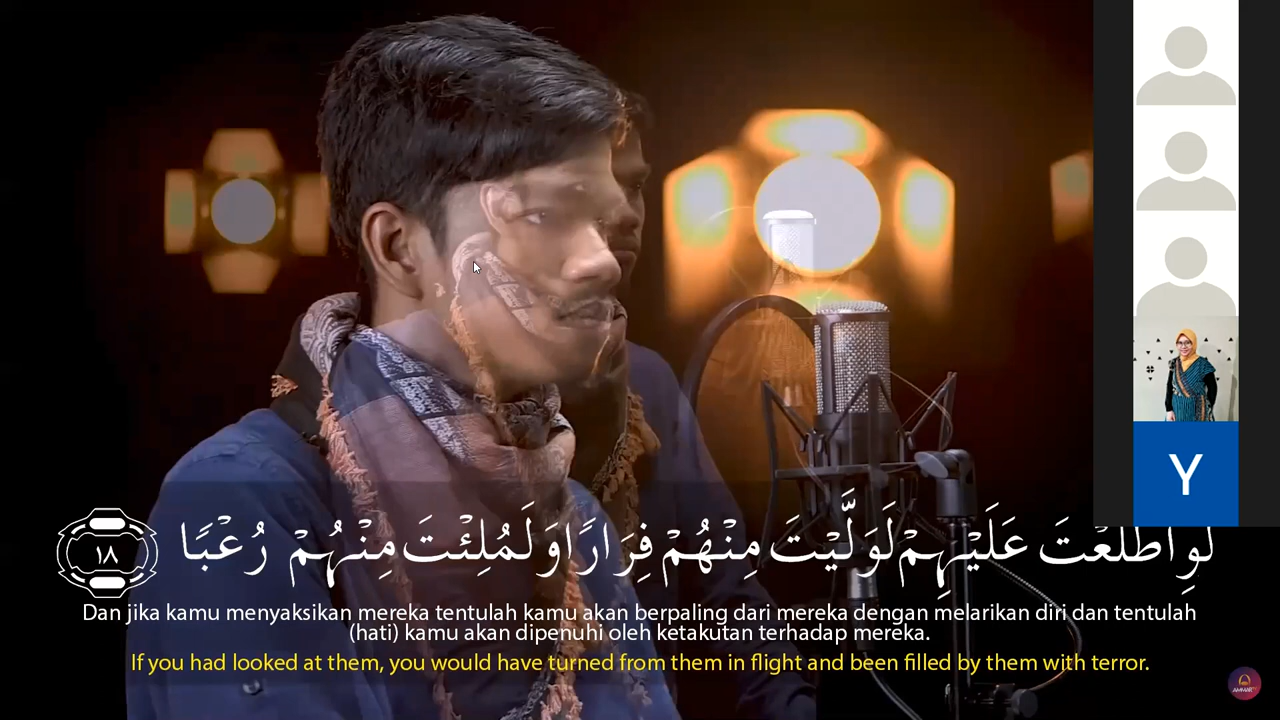 Y
لَوِ اطَّلَعْتَ عَلَيْهِمْ لَوَلَّيْتَ مِنْهُمْ فِرَارًا وَلَمُلِئْتَ مِنْهُمْ رُعْبًا ١٨
Dan jika kamu menyaksikan mereka tentulah kamu akan berpaling dari mereka dengan melarikan diri dan tentulah
(hati) kamu akan dipenuhi oleh ketakutan terhadap mereka.
If you had looked at them, you would have turned from them in flight and been filled by them with terror.
AMMAR